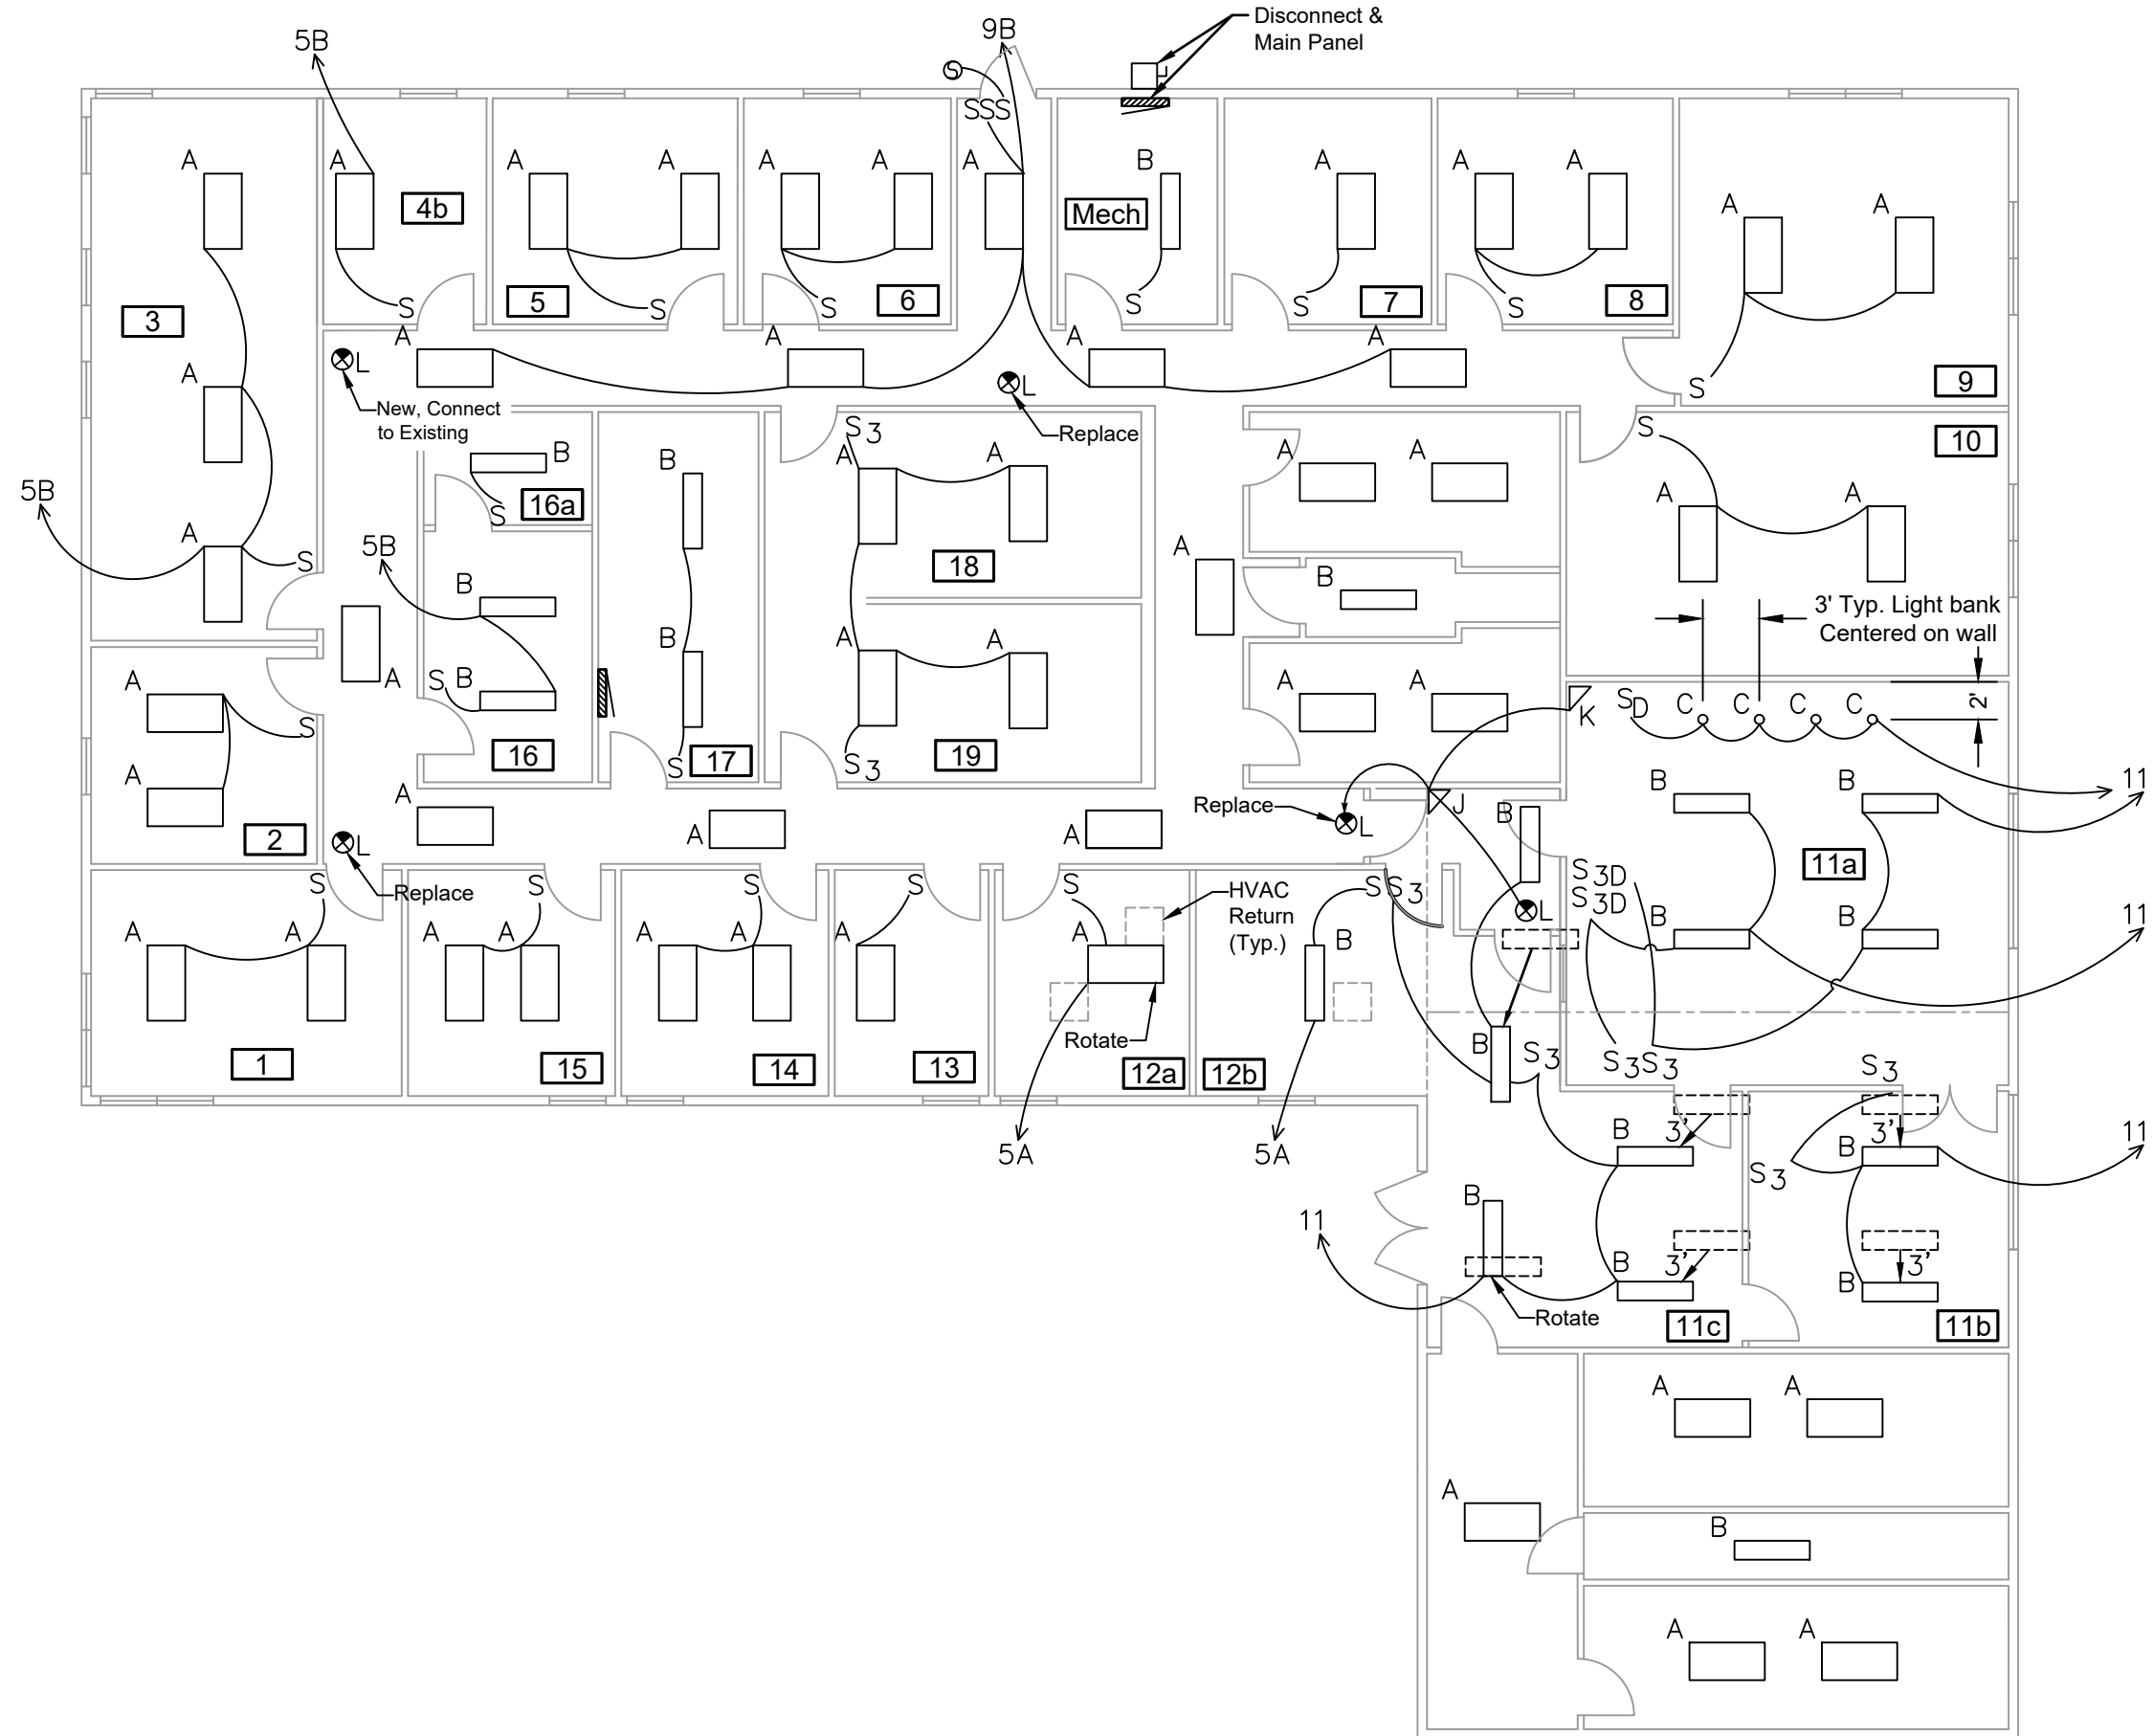 Disconnect &
Main Panel
5B
9B
S
SSS
A
A
A
A
A
A
A
B
A
A
A
A
A
4b
Mech
3
S
5
S
S
6
S
S
7
S
8
9
A
A
A
A
A
L
New, Connect
to Existing
L
Replace
S
S
10
5B
B
S
16a
B
S3
A
A
A
A
A
A
A
S
5B
18
A
B
B
3' Typ. Light bank
Centered on wall
2'
A
S
B
B
A
A
A
A
A
K
SD
C
C
C
C
S
A
2
16
S
17
S3
19
A
A
A
Replace
L
J
B
B
B
11
L
Replace
11a
S
S
S
S
S
SS3
S3D
S3D
HVAC
Return
(Typ.)
A
A
A
A
A
A
A
A
B
L
B
B
11
Rotate
1
15
14
13
12a
12b
B
S3
S3S3
S3
5A
5A
B
3'
B
3'
S3
11
B
11
B
3'
B
3'
Rotate
11c
11b
A
A
A
B
A
A